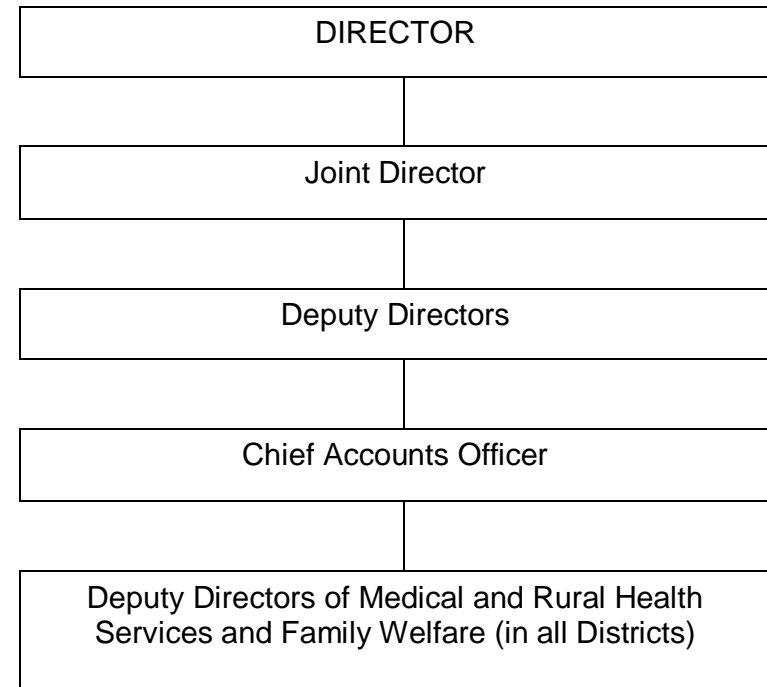 DIRECTOR
Joint Director
Deputy Directors
Chief Accounts Officer
Deputy Directors of Medical and Rural Health
Services and Family Welfare (in all Districts)